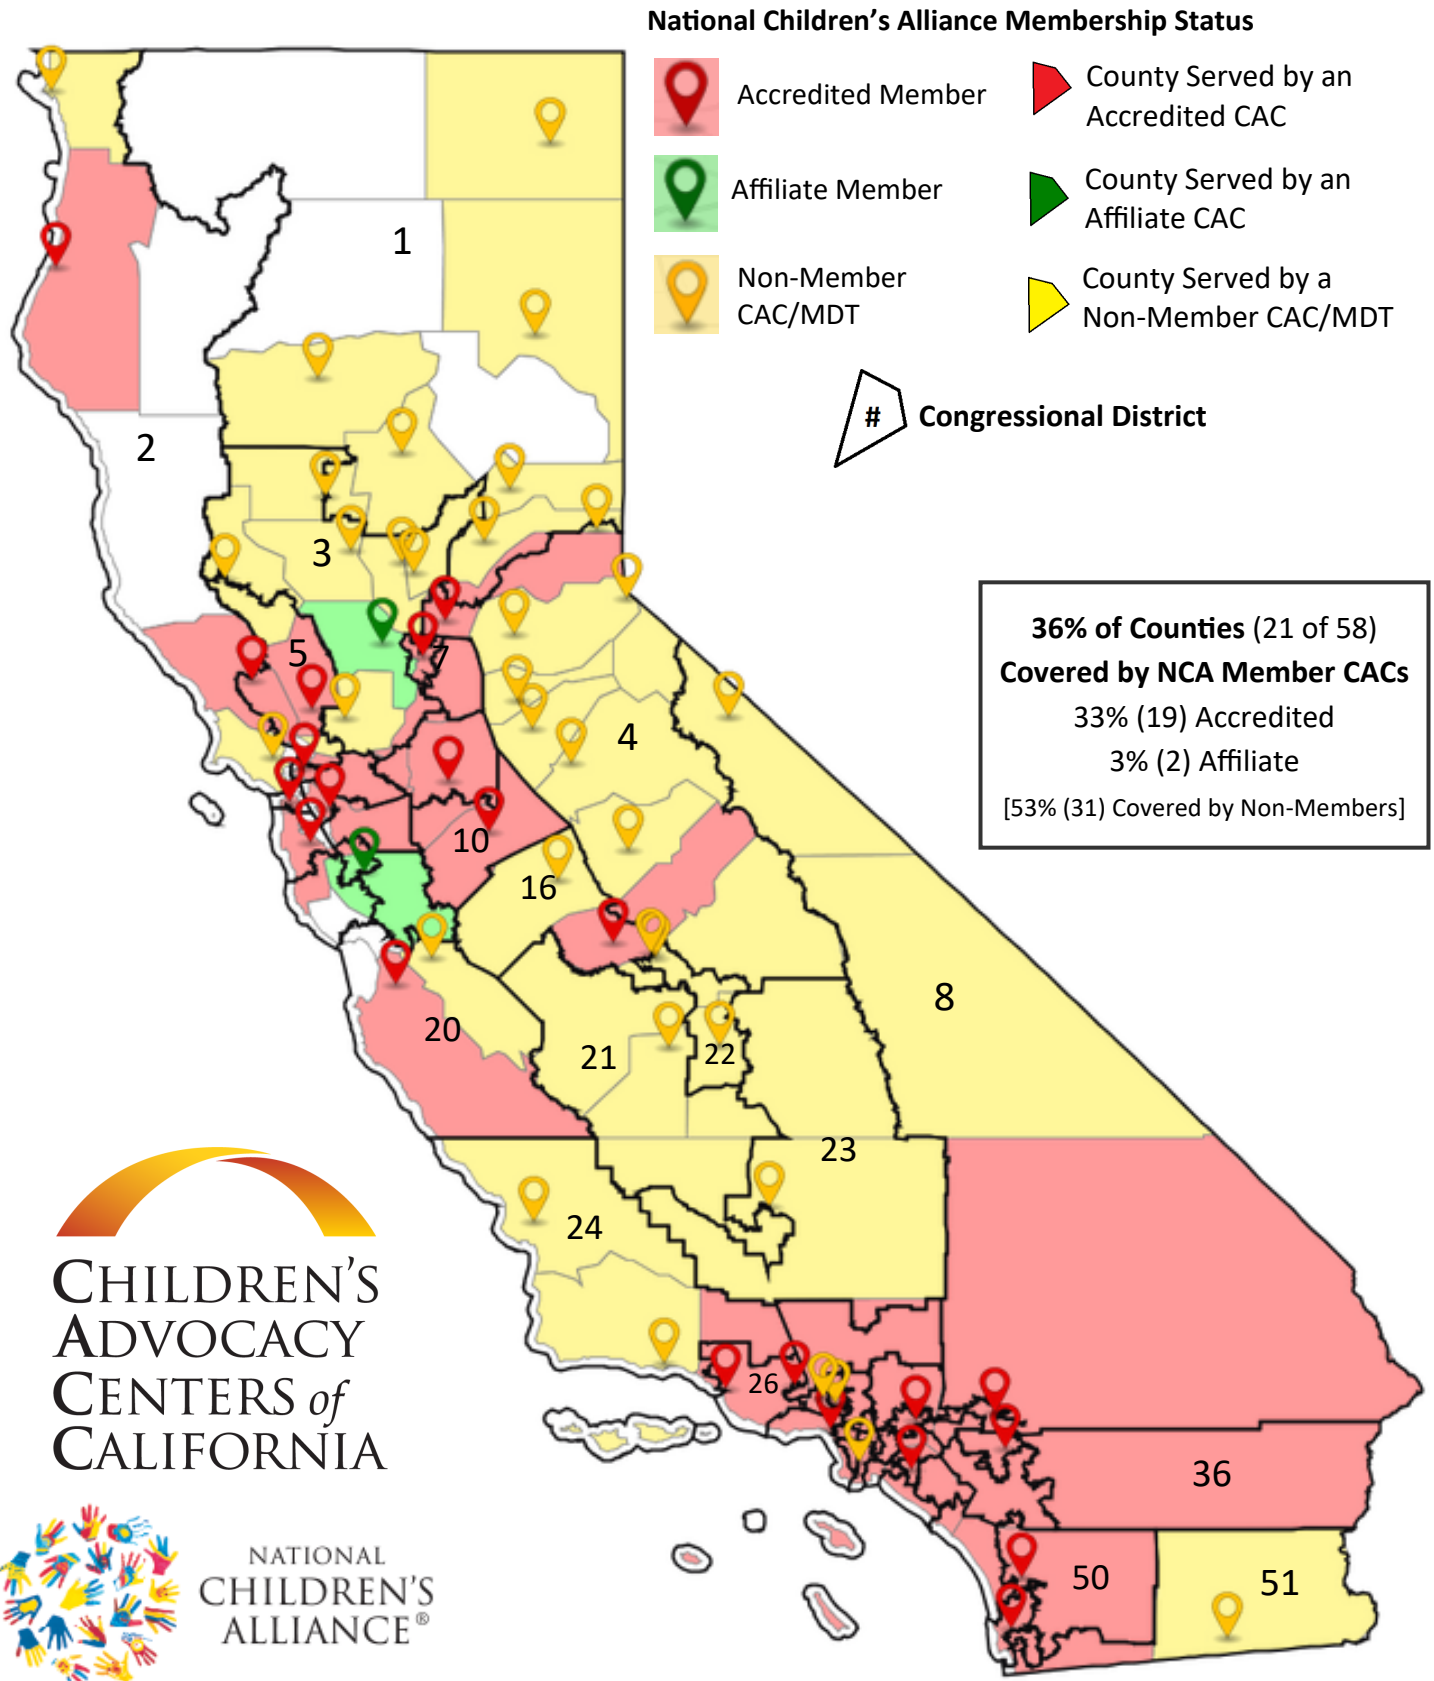 National Children's Alliance Membership Status
Accredited Member
County Served by an
Accredited CAC
Affiliate Member
County Served by an
Affiliate CAC
Non-Member
CAC/MDT
County Served by a
Non-Member CAC/MDT
#
Congressional District
1
2
3
5
7
4
10
16
8
20
21
22
23
24
26
36
50
51
36% of Counties (21 of 58)
Covered by NCA Member CACs
33% (19) Accredited
3% (2) Affiliate
[53% (31) Covered by Non-Members]
CHILDREN'S
ADVOCACY
CENTERS of
CALIFORNIA
NATIONAL
CHILDREN'S
ALLIANCE®